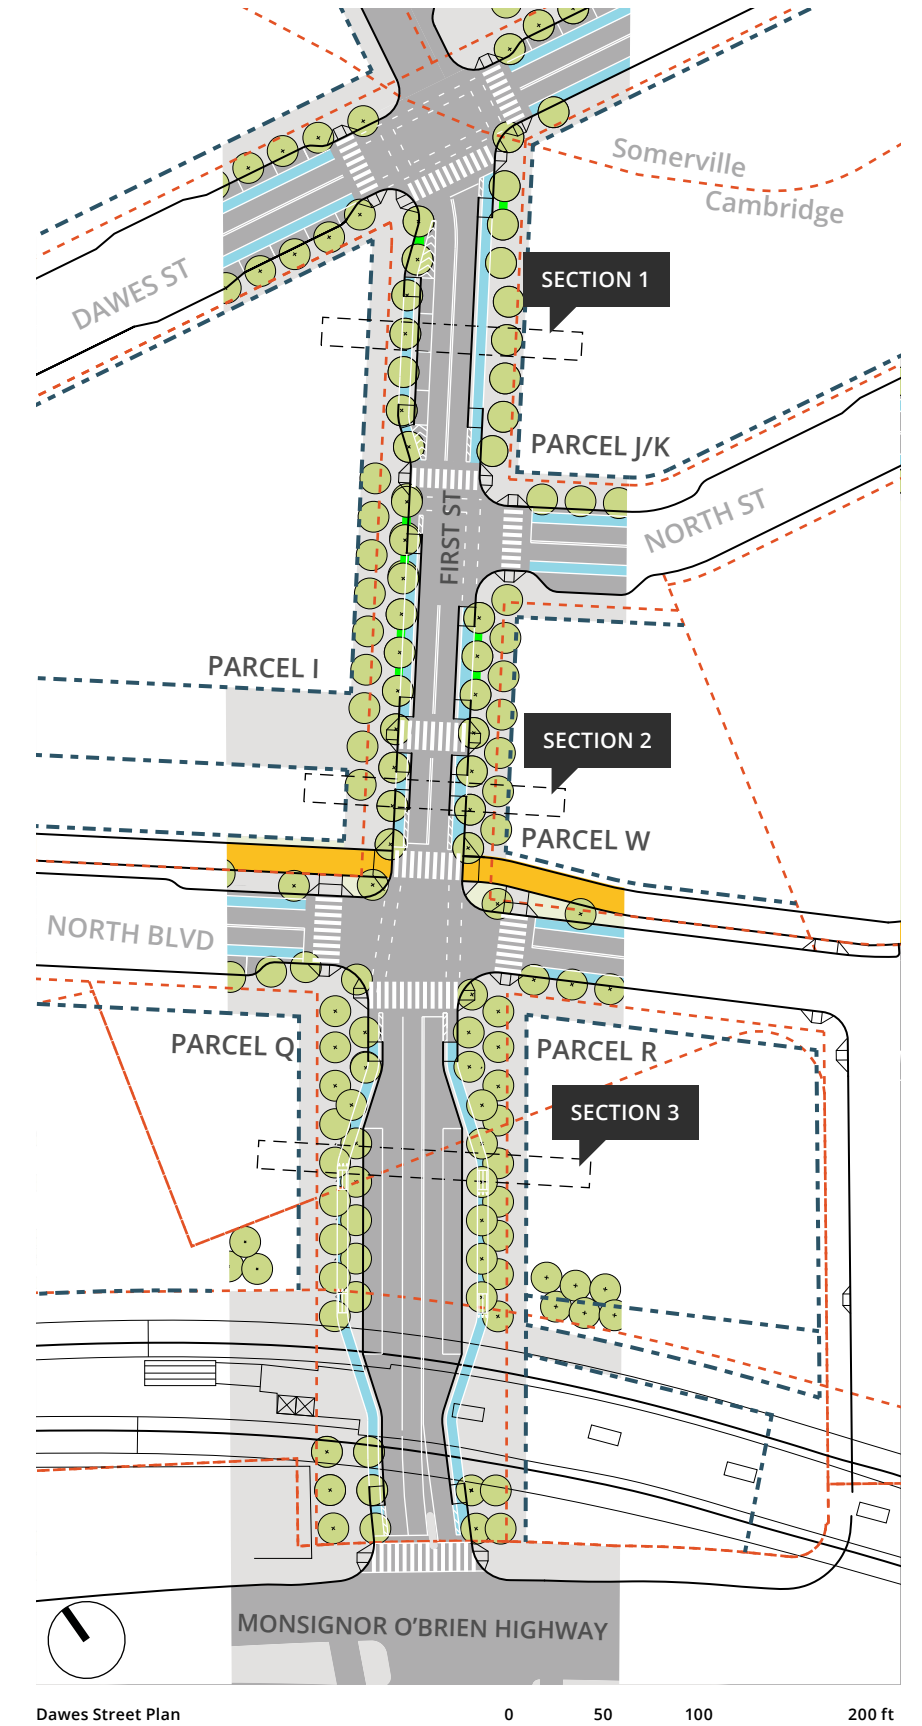 Somerville
Cambridge
SECTION 1
DAWES ST
PARCEL J/K
NORTH ST
FIRST ST
PARCEL I
SECTION 2
PARCEL W
NORTH BLVD
PARCEL Q
PARCEL R
SECTION 3
MONSIGNOR O’BRIEN HIGHWAY
Dawes Street Plan
0 50 100 200 ft